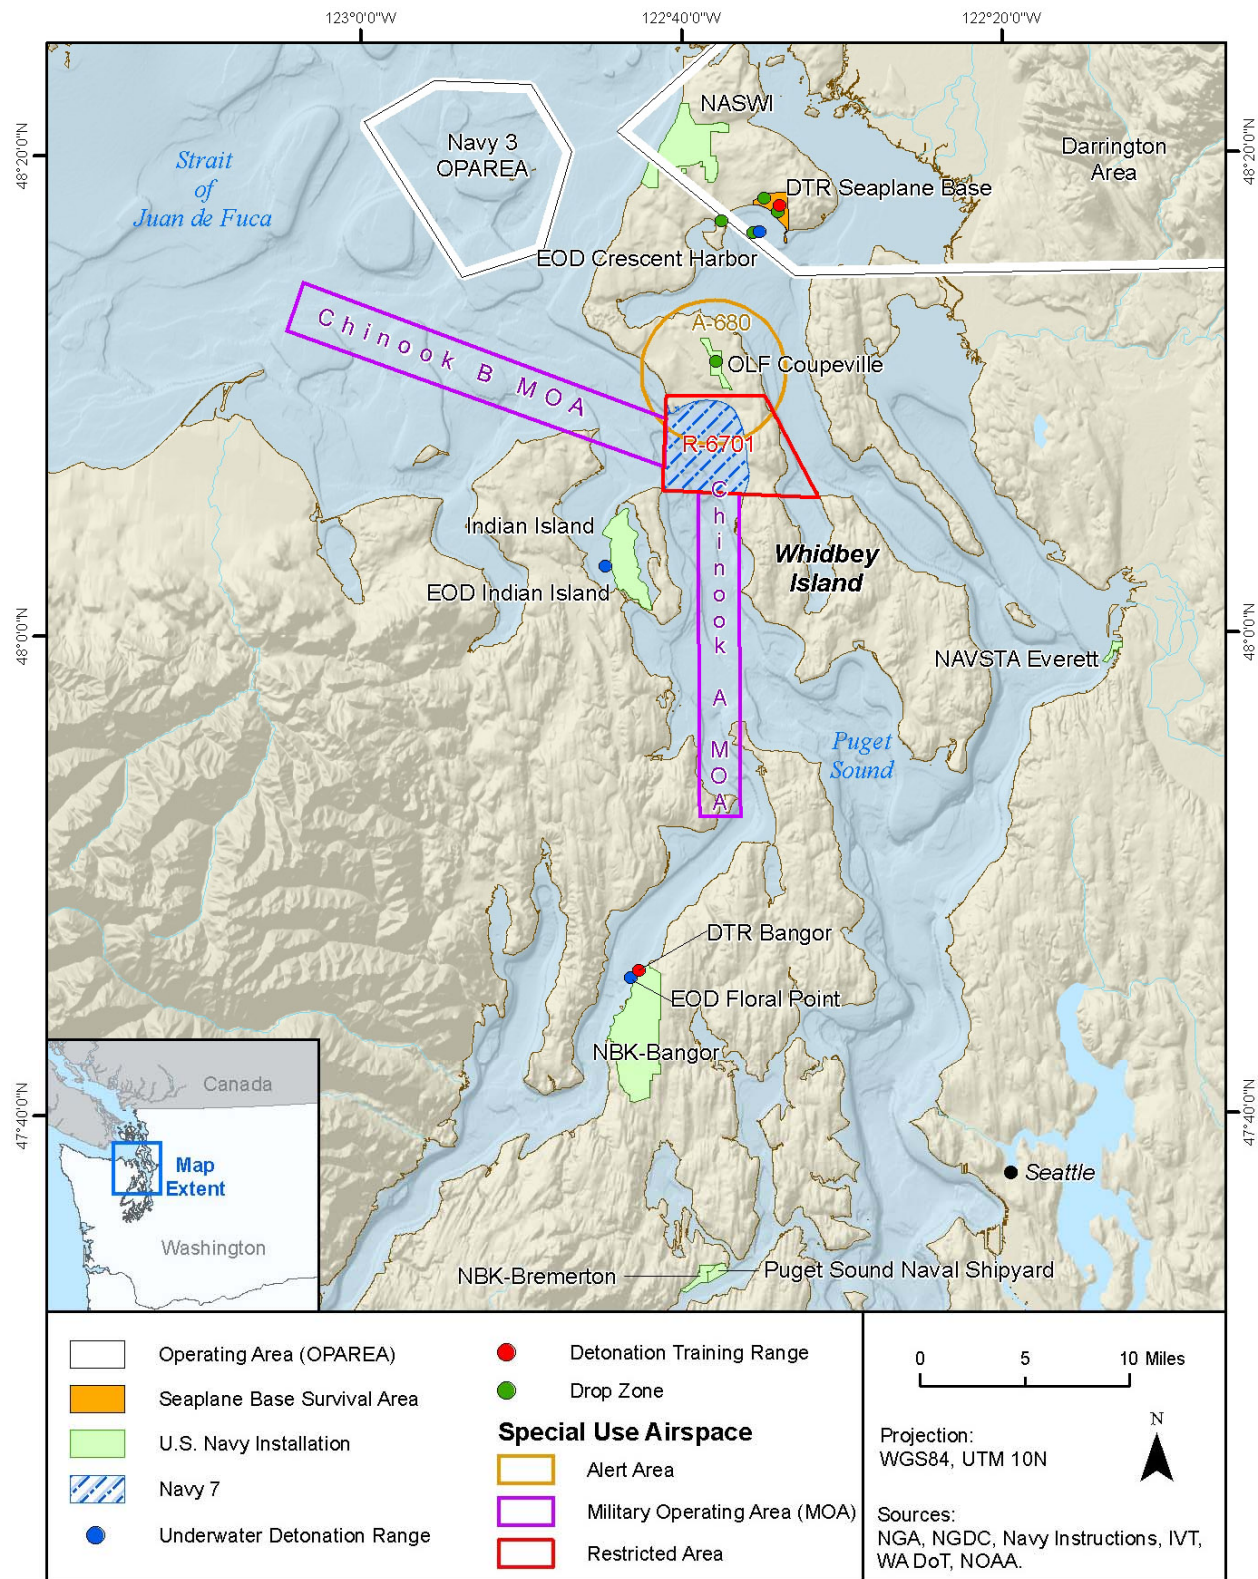 123°0'0"W
122°40'0"W
122°20'0"W
48°20'0"N
48°20'0"N
NASWI
Navy 3
OPAREA
Darrington
Area
Strait
of
Juan de Fuca
DTR Seaplane Base
EOD Crescent Harbor
Chinook B MOA
A-680
OLF Coupeville
R-6701
Chinook A MOA
Indian Island
Whidbey
Island
EOD Indian Island
48°0'0"N
48°0'0"N
NAVSTA Everett
Puget
Sound
DTR Bangor
EOD Floral Point
NBK-Bangor
47°40'0"N
47°40'0"N
Canada
Map
Extent
Washington
Seattle
NBK-Bremerton
Puget Sound Naval Shipyard
Operating Area (OPAREA)
Seaplane Base Survival Area
U.S. Navy Installation
Navy 7
Underwater Detonation Range
Detonation Training Range
Drop Zone
Special Use Airspace
Alert Area
Military Operating Area (MOA)
Restricted Area
0 5 10 Miles
N
Projection:
WGS84, UTM 10N
Sources:
NGA, NGDC, Navy Instructions, IVT,
WA DoT, NOAA.